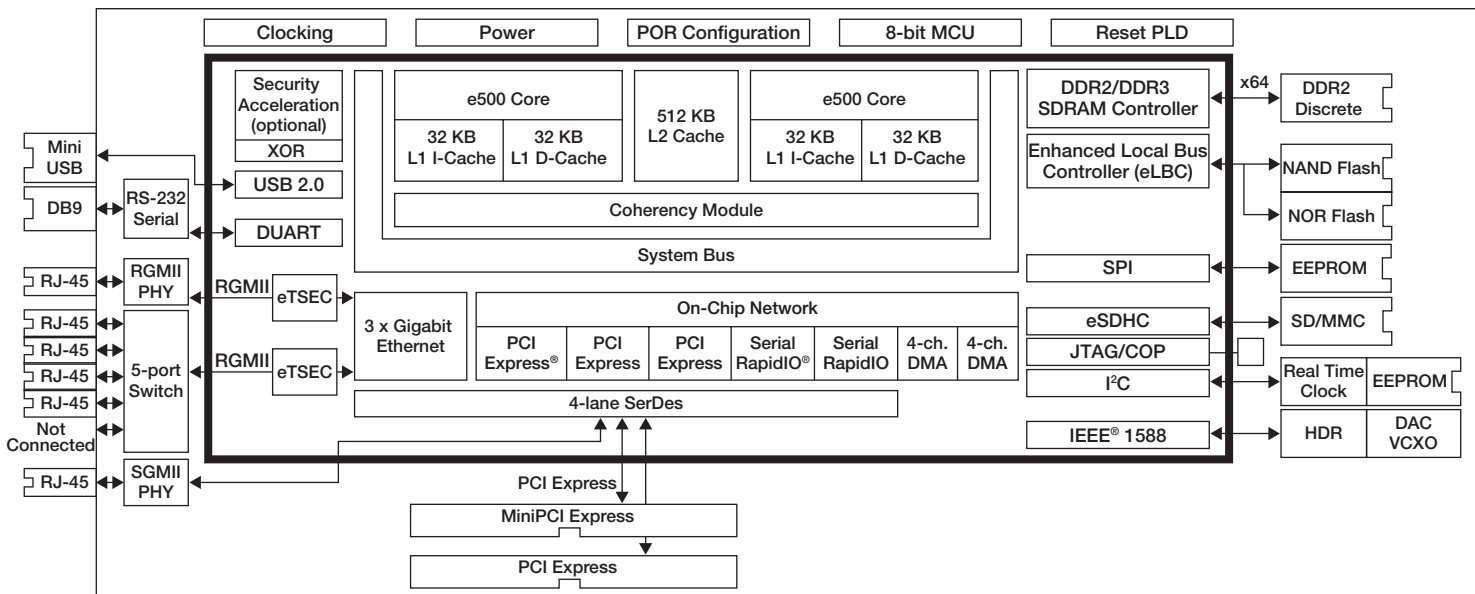 Clocking
Power
POR Configuration
8-bit MCU
Reset PLD
Security
Acceleration
(optional)
XOR
USB 2.0
DUART
e500 Core
32 KB
L1 I-Cache
32 KB
L1 D-Cache
512 KB
L2 Cache
e500 Core
32 KB
L1 I-Cache
32 KB
L1 D-Cache
Coherency Module
System Bus
DDR2/DDR3
SDRAM Controller
x64
DDR2
Discrete
Enhanced Local Bus
Controller (eLBC)
NAND Flash
NOR Flash
SPI
EEPROM
eSDHC
SD/MMC
JTAG/COP
I²C
Real Time
Clock
EEPROM
IEEE® 1588
HDR
DAC
VCXO
Mini
USB
DB9
RS-232
Serial
RJ-45
RGMII
PHY
RGMII
eTSEC
RJ-45
RJ-45
RJ-45
RJ-45
Not
Connected
5-port
Switch
RGMII
eTSEC
RJ-45
SGMII
PHY
3 x Gigabit
Ethernet
On-Chip Network
PCI
Express®
PCI
Express
PCI
Express
Serial
RapidIO®
Serial
RapidIO
4-ch.
DMA
4-ch.
DMA
4-lane SerDes
PCI Express
MiniPCI Express
PCI Express